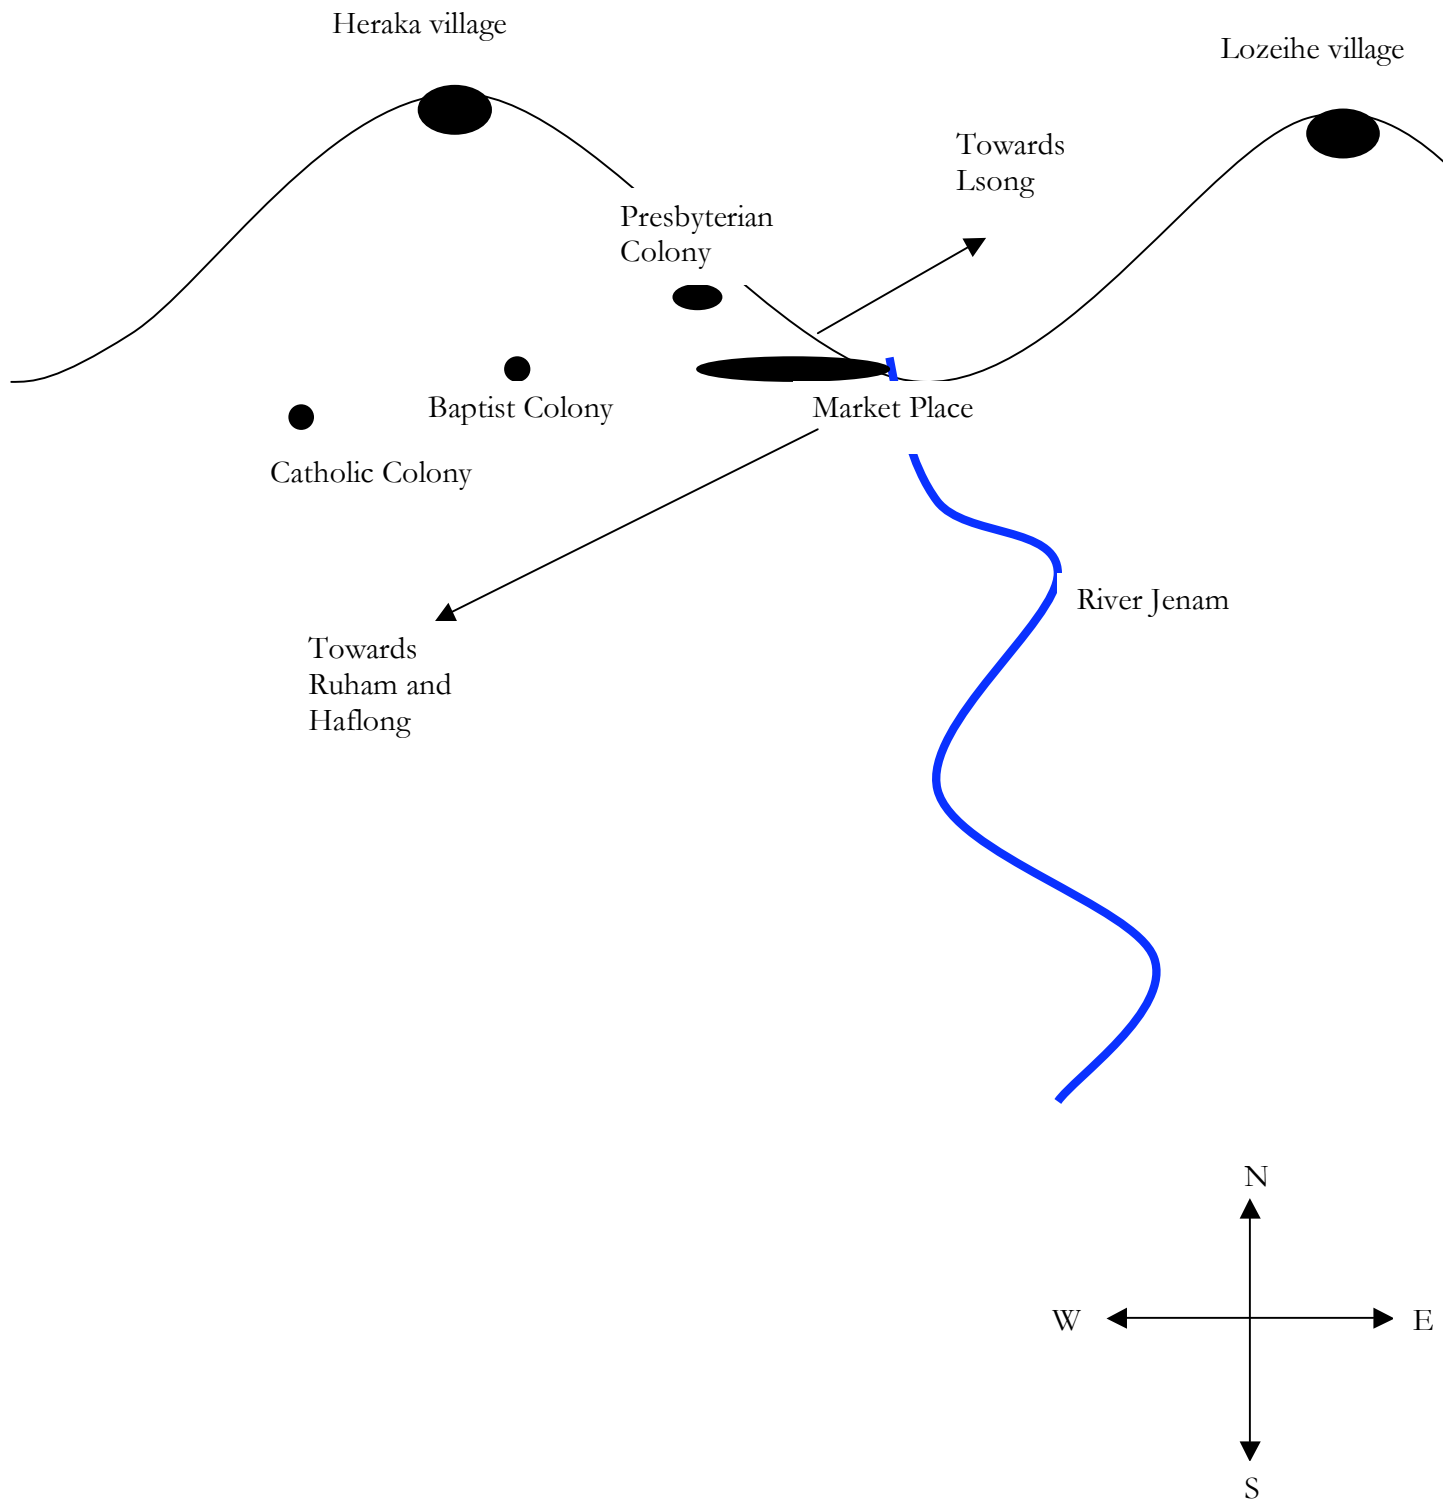 Heraka village
Lozeihe village
Towards
Lsong
Presbyterian
Colony
Baptist Colony
Market Place
Catholic Colony
River Jenam
Towards
Ruham and
Haflong
N
W
E
S